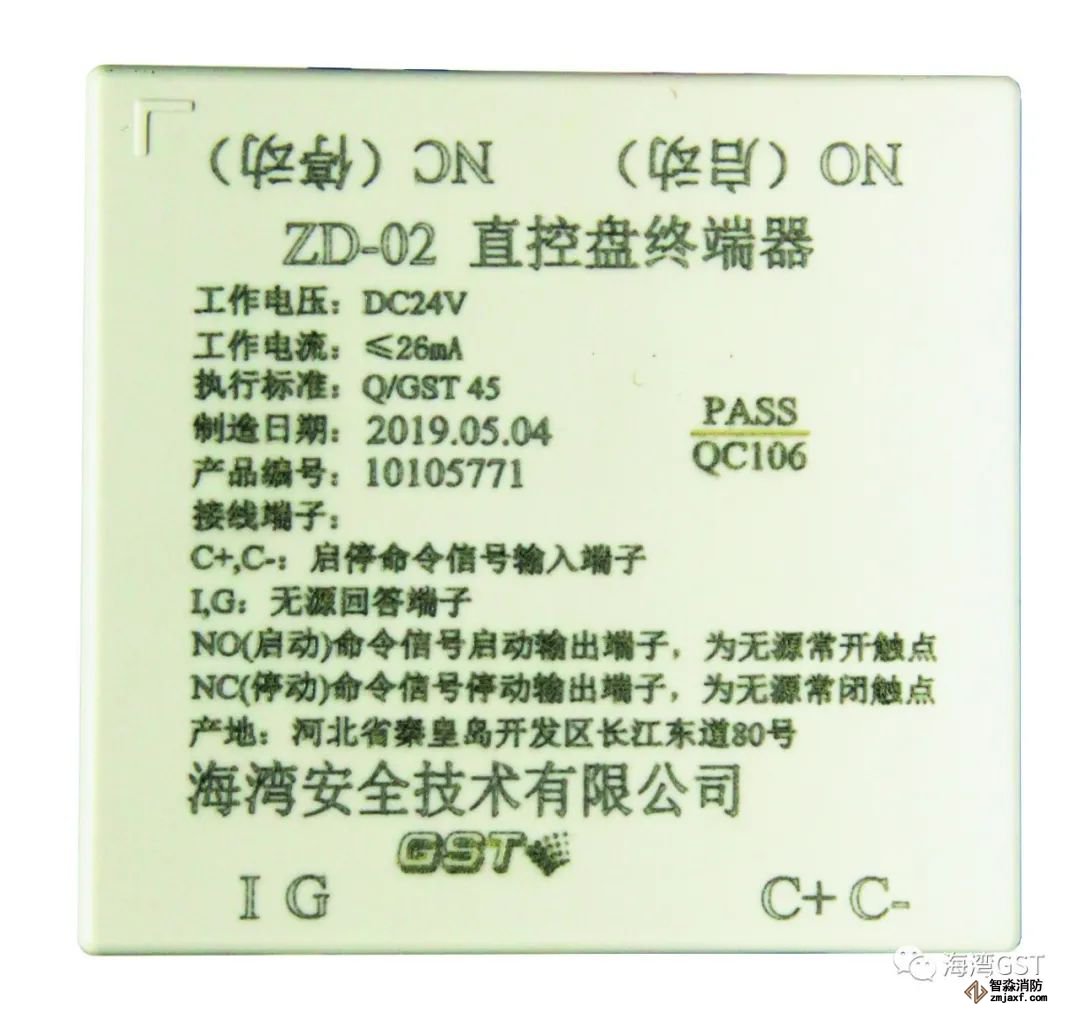 NC（停动）
NO（启动）
ZD-02 直控盘终端器
工作电压：DC24V
工作电流：≤26mA
执行标准：Q/GST 45
制造日期：2019.05.04
产品编号：10105771
PASS
QC106
接线端子：
C+,C-：启停命令信号输入端子
I,G：无源回答端子
NO(启动)命令信号启动输出端子，为无源常开触点
NC(停动)命令信号停动输出端子，为无源常闭触点
产地：河北省秦皇岛开发区长江东道80号
海湾安全技术有限公司
GST
I G
C+ C-
海湾GST
智淼消防
zmjaxf.com